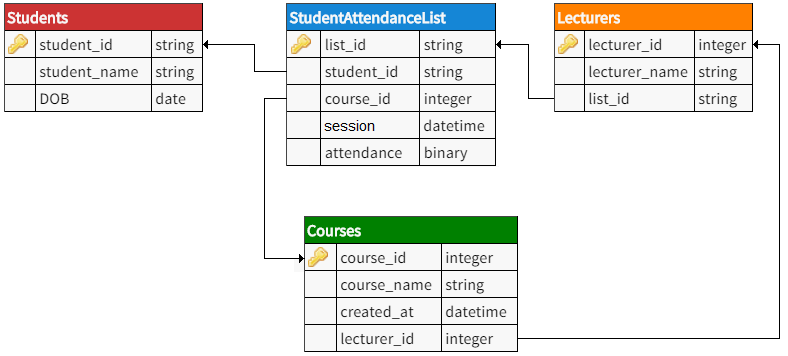 Students
student_id string
student_name string
DOB date
StudentAttendanceList
list_id string
student_id string
course_id integer
session datetime
attendance binary
Lecturers
lecturer_id integer
lecturer_name string
list_id string
Courses
course_id integer
course_name string
created_at datetime
lecturer_id integer